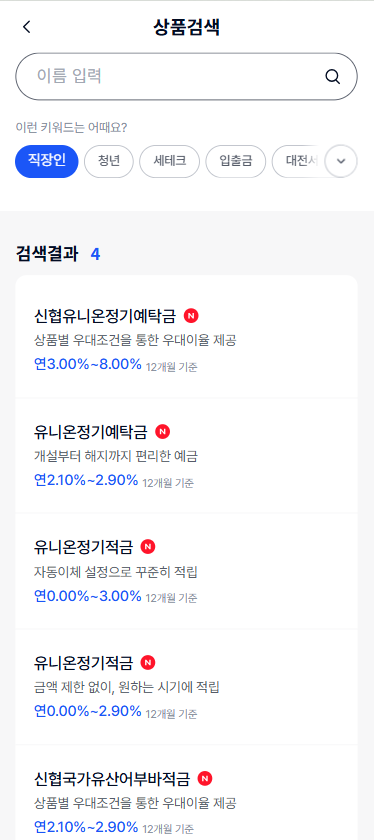 상품검색
이름 입력
이런 키워드는 어때요?
직장인 청년 세테크 입출금
검색결과 4
신협유니온정기예탁금 N
상품별 우대조건을 통한 우대이율 제공
연3.00%~8.00% 12개월 기준
유니온정기예탁금 N
개설부터 해지까지 편리한 예금
연2.10%~2.90% 12개월 기준
유니온정기적금 N
자동이체 설정으로 꾸준히 적립
연0.00%~3.00% 12개월 기준
유니온정기적금 N
금액 제한 없이, 원하는 시기에 적립
연0.00%~2.90% 12개월 기준
신협국가유산어부바적금 N
상품별 우대조건을 통한 우대이율 제공
연2.10%~2.90% 12개월 기준